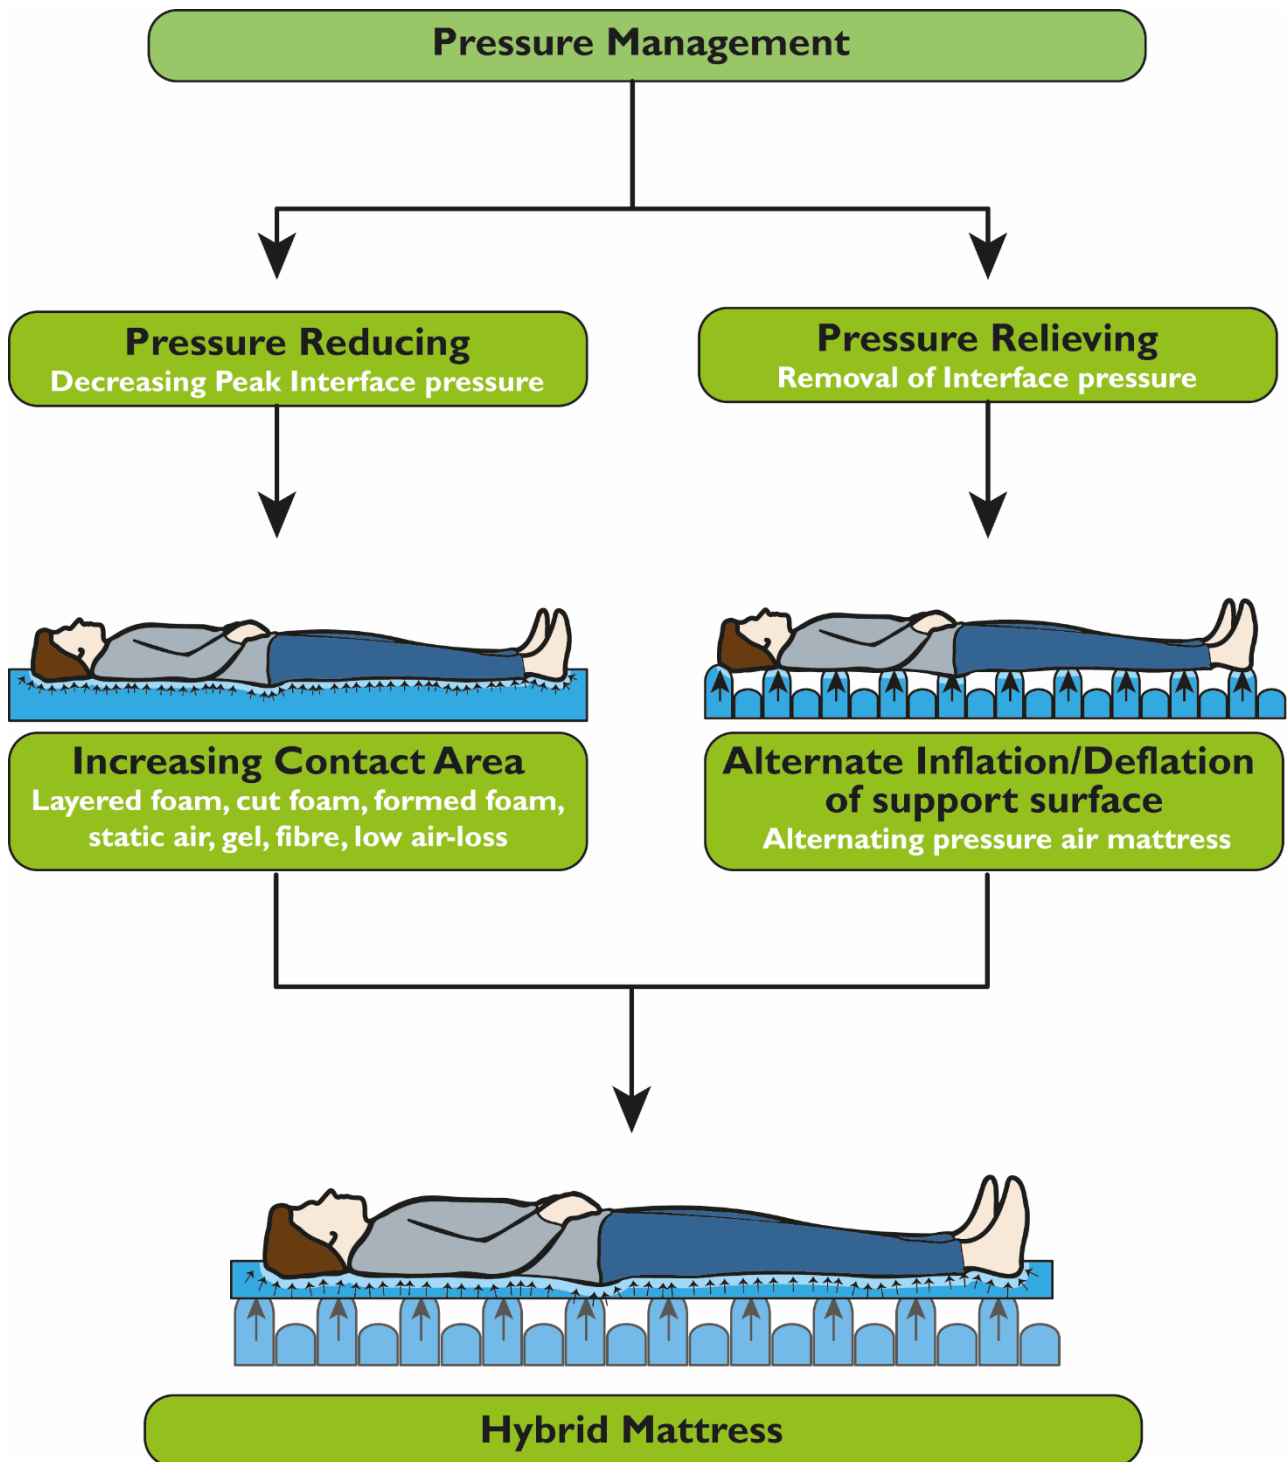 Pressure Management
Pressure Reducing
Decreasing Peak Interface pressure
Pressure Relieving
Removal of Interface pressure
Increasing Contact Area
Layered foam, cut foam, formed foam,
static air, gel, fibre, low air-loss
Alternate Inflation/Deflation
of support surface
Alternating pressure air mattress
Hybrid Mattress